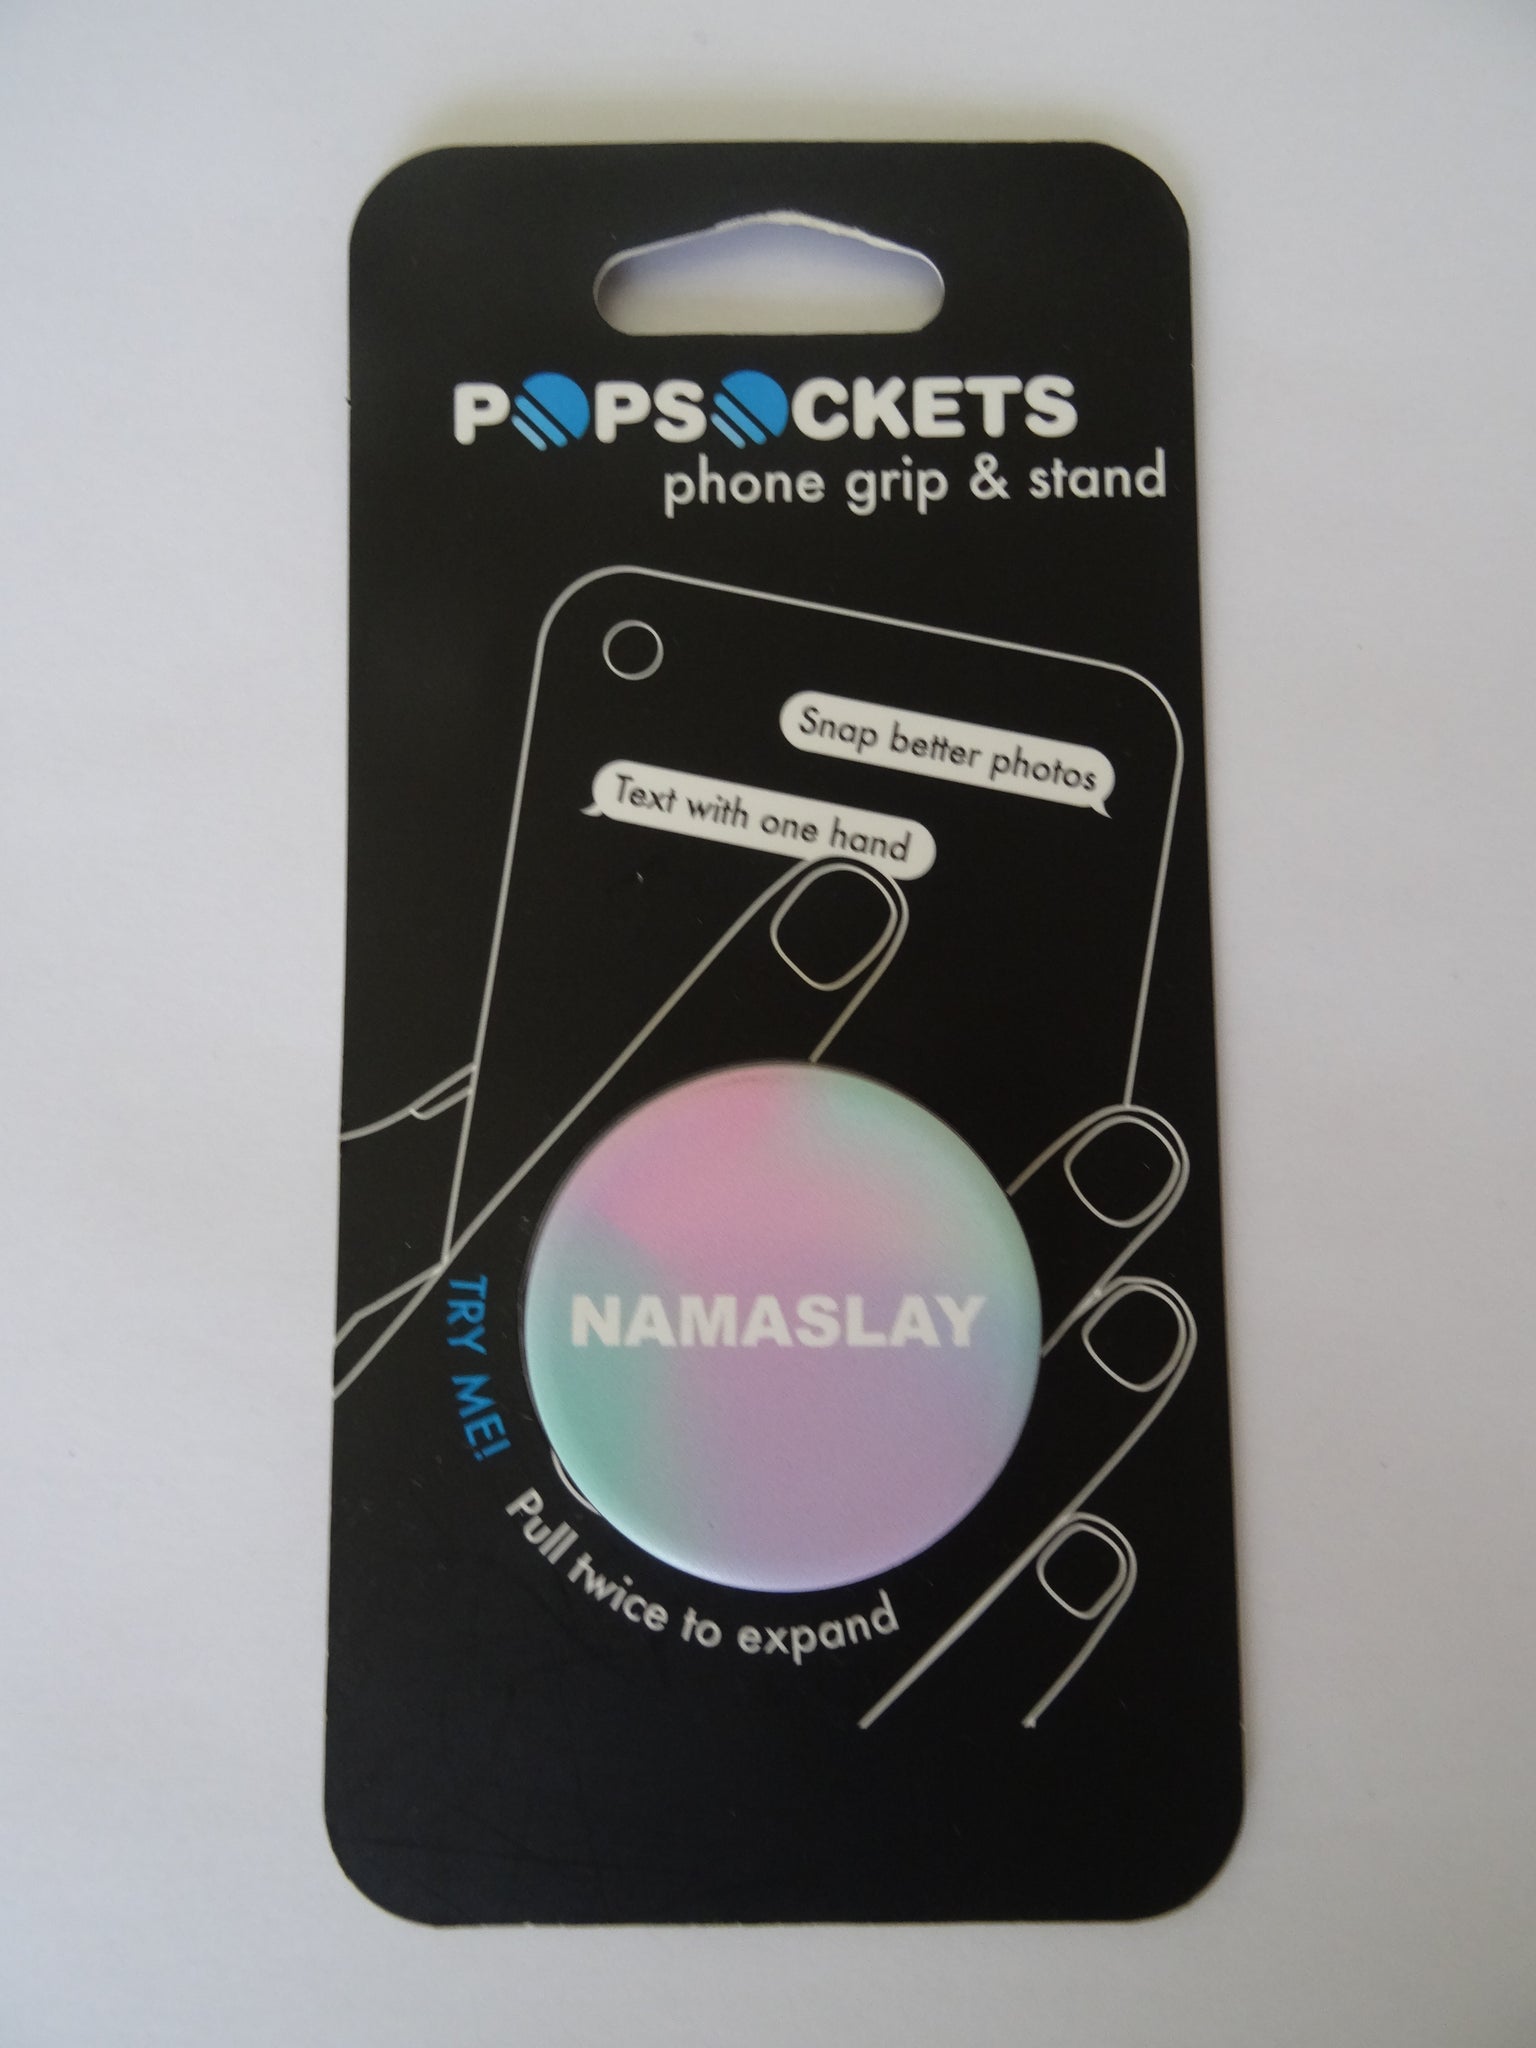 POPSOCKETS
phone grip & stand
Snap better photos
Text with one hand
NAMASLAY
TRY ME!
Pull twice to expand